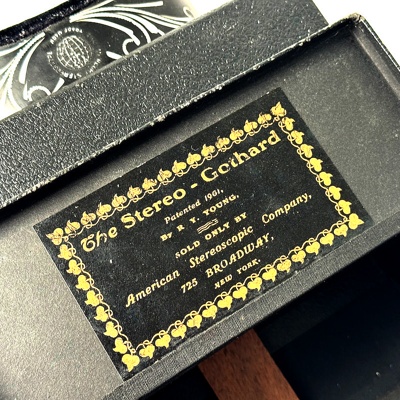 The Stereo - Gothard
Patented 1901,
BY R. Y. YOUNG,
SOLD ONLY BY
American Stereoscopic Company,
725 BROADWAY,
NEW YORK.